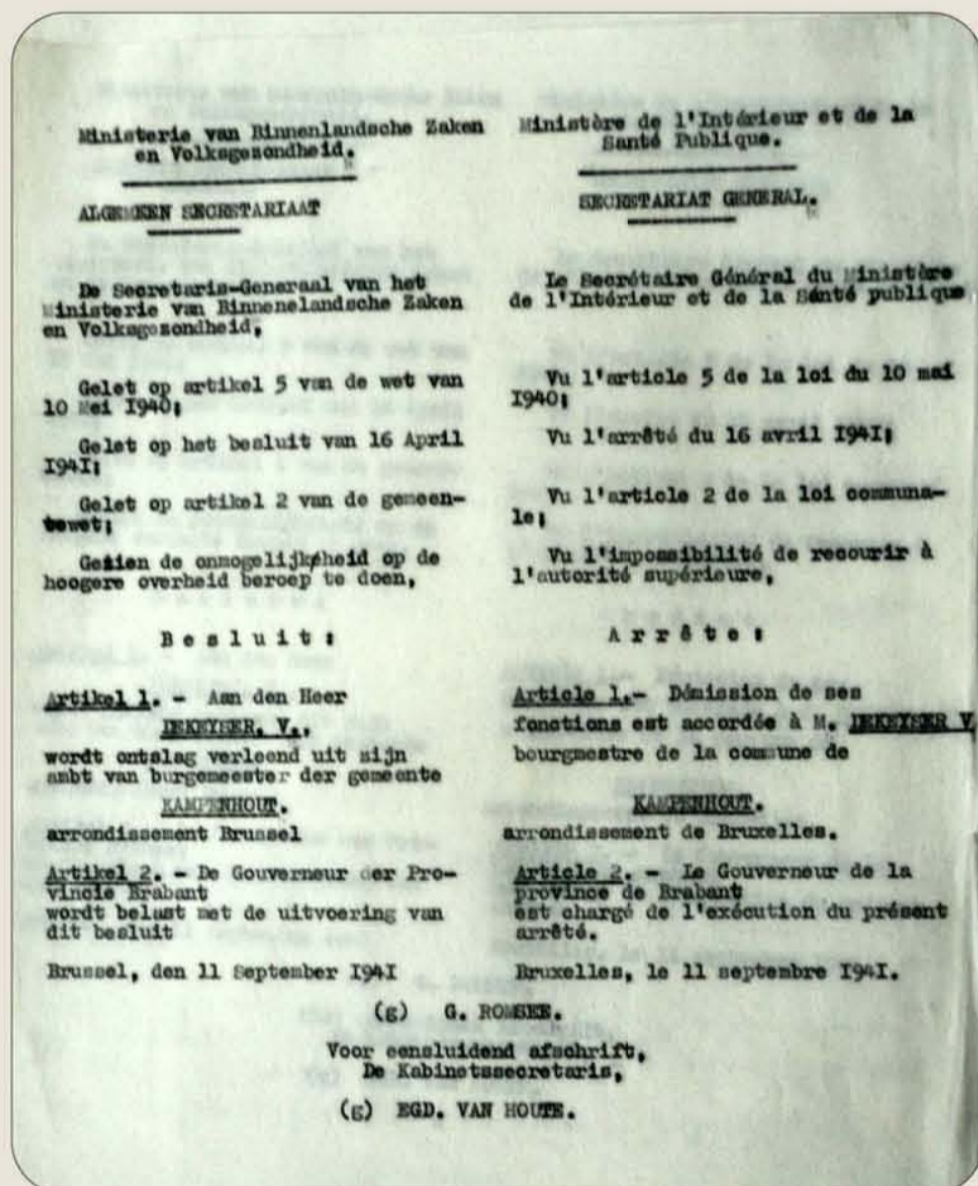 Ministerie van Binnenlandsche Zaken
en Volksgezondheid.
ALGEMEEN SECRETARIAAT
De Secretaris-Generaal van het
Ministerie van Binnenelandsche Zaken
en Volksgezondheid,
Gelet op artikel 5 van de wet van
10 Mei I940;
Gelet op het besluit van 16 April
I94I;
Gelet op artikel 2 van de gemeen-
tewet;
Gezien de onmogelijkheid op de
hoogere overheid beroep te doen,
B e s l u i t :
Artikel 1. - Aan den Heer
DEKEYSER, V.,
wordt ontslag verleend uit zijn
ambt van burgemeester der gemeente
KAMPENHOUT.
arrondissement Brussel
Artikel 2. - De Gouverneur der Pro-
vincie Brabant
wordt belast met de uitvoering van
dit besluit
Brussel, den 11 September I94I
Ministère de l'Intérieur et de la
Santé Publique.
SECRETARIAT GENERAL.
Le Secrétaire Général du Ministère
de l'Intérieur et de la Santé publique
Vu l'article 5 de la loi du 10 mai
I940;
Vu l'arrêté du 16 avril I94I;
Vu l'article 2 de la loi communa-
le;
Vu l'impossibilité de recourir à
l'autorité supérieure,
A r r ê t e :
Article 1.- Démission de ses
fonctions est accordée à M. DEKEYSER V
bourgmestre de la commune de
KAMPENHOUT.
arrondissement de Bruxelles.
Article 2. - Le Gouverneur de la
province de Brabant
est chargé de l'exécution du présent
arrêté.
Bruxelles, le 11 septembre I94I.
(g) G. ROMSEE.
Voor eensluidend afschrift,
De Kabinetssecretaris,
(g) EGD. VAN HOUTE.